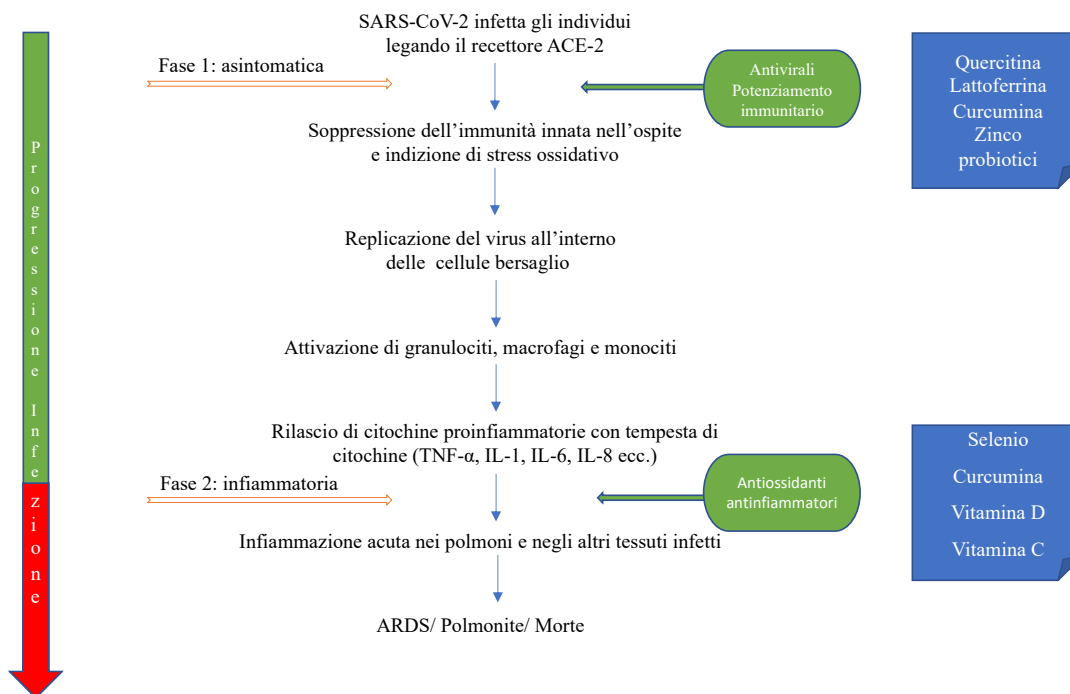 SARS-CoV-2 infetta gli individui
legando il recettore ACE-2
Fase 1: asintomatica
Antivirali
Potenziamento
immunitario
Quercitina
Lattoferrina
Curcumina
Zinco
probiotici
Soppressione dell’immunità innata nell’ospite
e indizione di stress ossidativo
Progressione Infezione
Replicazione del virus all’interno
delle cellule bersaglio
Attivazione di granulociti, macrofagi e monociti
Rilascio di citochine proinfiammatorie con tempesta di
citochine (TNF-α, IL-1, IL-6, IL-8 ecc.)
Fase 2: infiammatoria
Antiossidanti
antinfiammatori
Selenio
Curcumina
Vitamina D
Vitamina C
Infiammazione acuta nei polmoni e negli altri tessuti infetti
ARDS/ Polmonite/ Morte